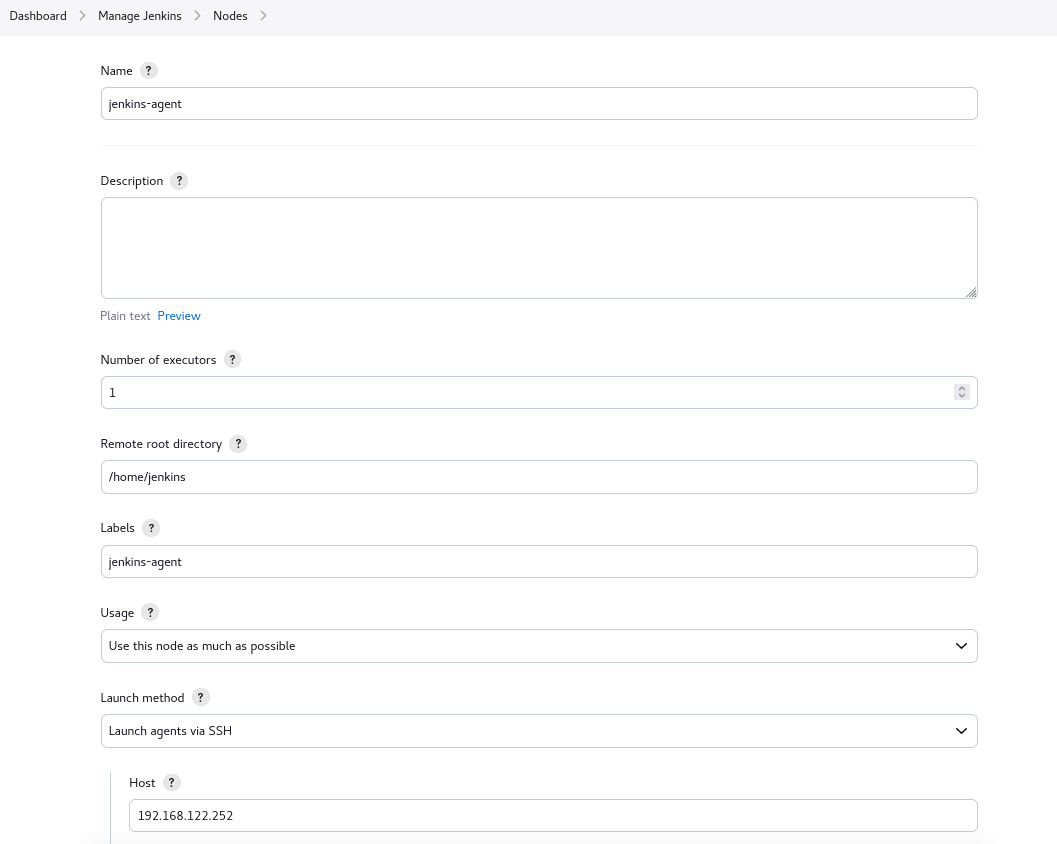 Dashboard > Manage Jenkins > Nodes >
Name ?
jenkins-agent
Description ?
Plain text Preview
Number of executors ?
1
Remote root directory ?
/home/jenkins
Labels ?
jenkins-agent
Usage ?
Use this node as much as possible
Launch method ?
Launch agents via SSH
Host ?
192.168.122.252